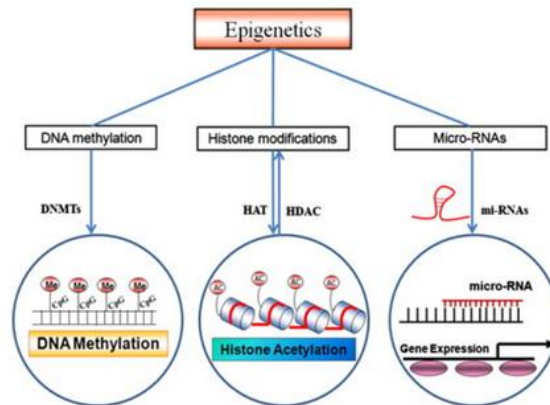 Epigenetics
DNA methylation
Histone modifications
Micro-RNAs
DNMTs
HAT
HDAC
mi-RNAs
Me Me Me Me
CpG CpG CpG CpG
DNA Methylation
AC AC AC AC
Histone Acetylation
micro-RNA
Gene Expression